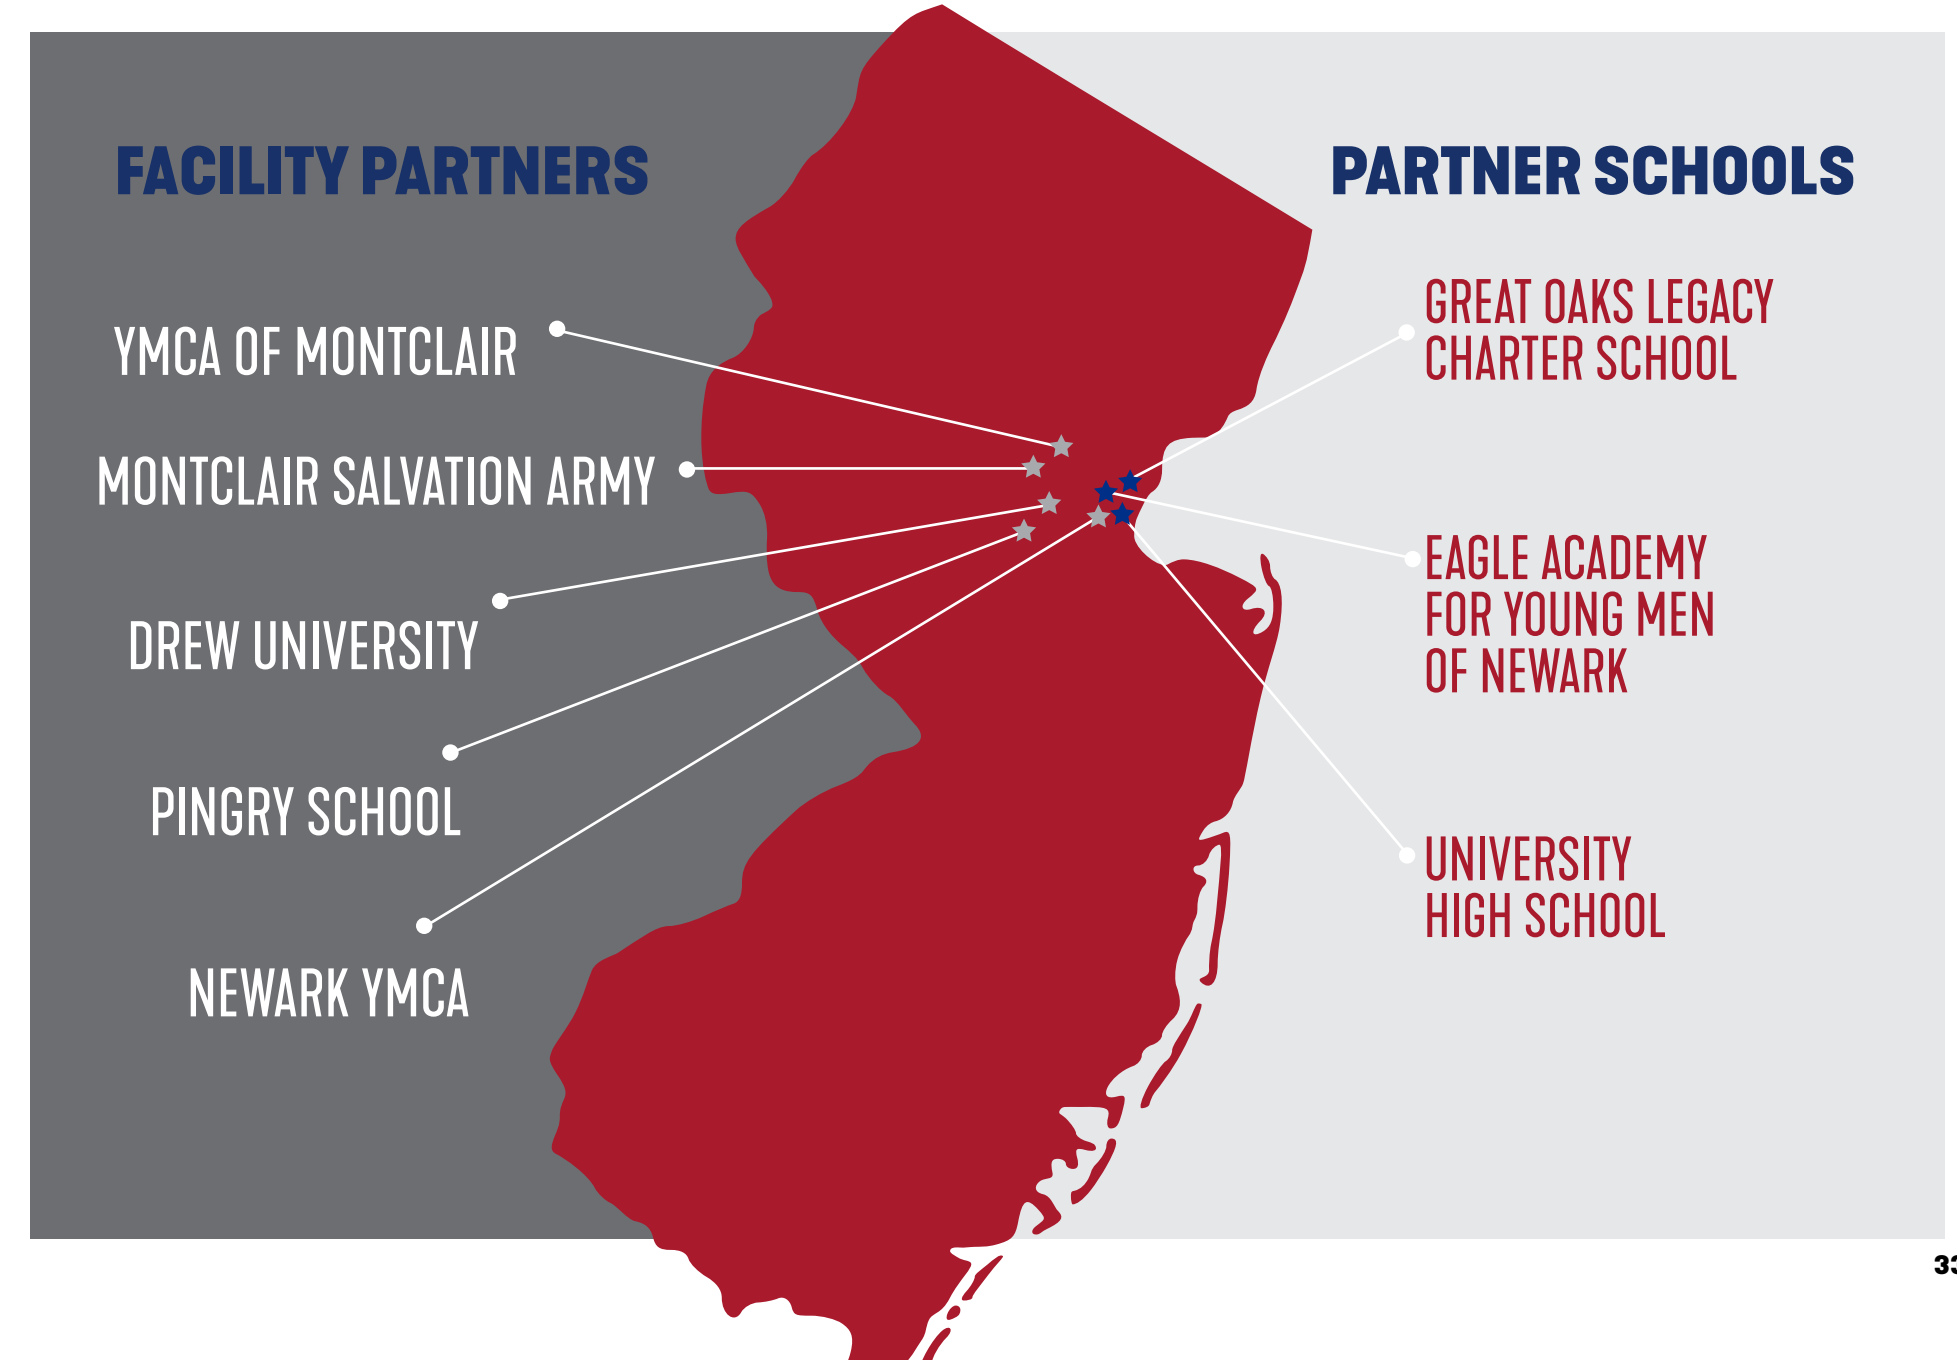 FACILITY PARTNERS
YMCA OF MONTCLAIR
MONTCLAIR SALVATION ARMY
DREW UNIVERSITY
PINGRY SCHOOL
NEWARK YMCA
PARTNER SCHOOLS
GREAT OAKS LEGACY
CHARTER SCHOOL
EAGLE ACADEMY
FOR YOUNG MEN
OF NEWARK
UNIVERSITY
HIGH SCHOOL
33